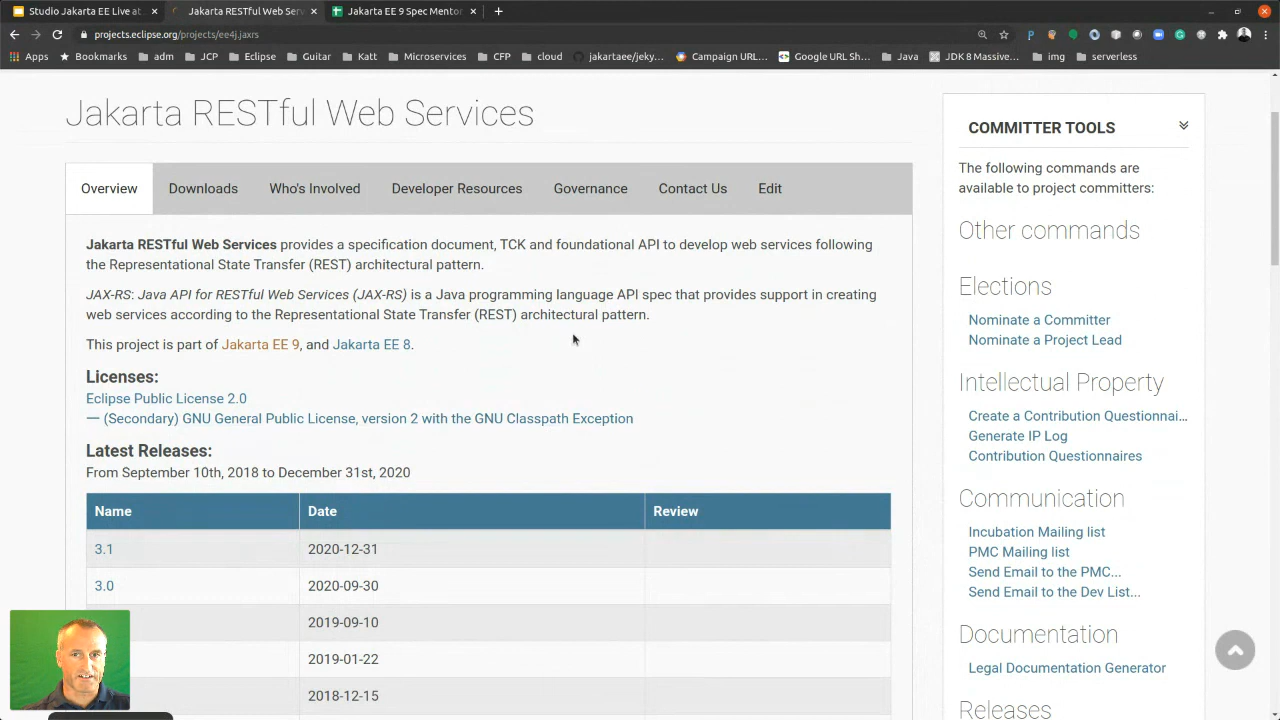 Studio Jakarta EE Live at
Jakarta RESTful Web Serv
Jakarta EE 9 Spec Mentor
projects.eclipse.org/projects/ee4j.jaxrs
Apps
Bookmarks
adm
JCP
Eclipse
Guitar
Katt
Microservices
CFP
cloud
jakartaee/jeky...
Campaign URL...
Google URL Sh...
Java
JDK 8 Massive...
img
serverless
Jakarta RESTful Web Services
Overview
Downloads
Who's Involved
Developer Resources
Governance
Contact Us
Edit
Jakarta RESTful Web Services provides a specification document, TCK and foundational API to develop web services following
the Representational State Transfer (REST) architectural pattern.
JAX-RS: Java API for RESTful Web Services (JAX-RS) is a Java programming language API spec that provides support in creating
web services according to the Representational State Transfer (REST) architectural pattern.
This project is part of Jakarta EE 9, and Jakarta EE 8.
Licenses:
Eclipse Public License 2.0
— (Secondary) GNU General Public License, version 2 with the GNU Classpath Exception
Latest Releases:
From September 10th, 2018 to December 31st, 2020
Name Date Review
3.1 2020-12-31
3.0 2020-09-30
2019-09-10
2019-01-22
2018-12-15
COMMITTER TOOLS
The following commands are
available to project committers:
Other commands
Elections
Nominate a Committer
Nominate a Project Lead
Intellectual Property
Create a Contribution Questionnai...
Generate IP Log
Contribution Questionnaires
Communication
Incubation Mailing list
PMC Mailing list
Send Email to the PMC...
Send Email to the Dev List...
Documentation
Legal Documentation Generator
Releases